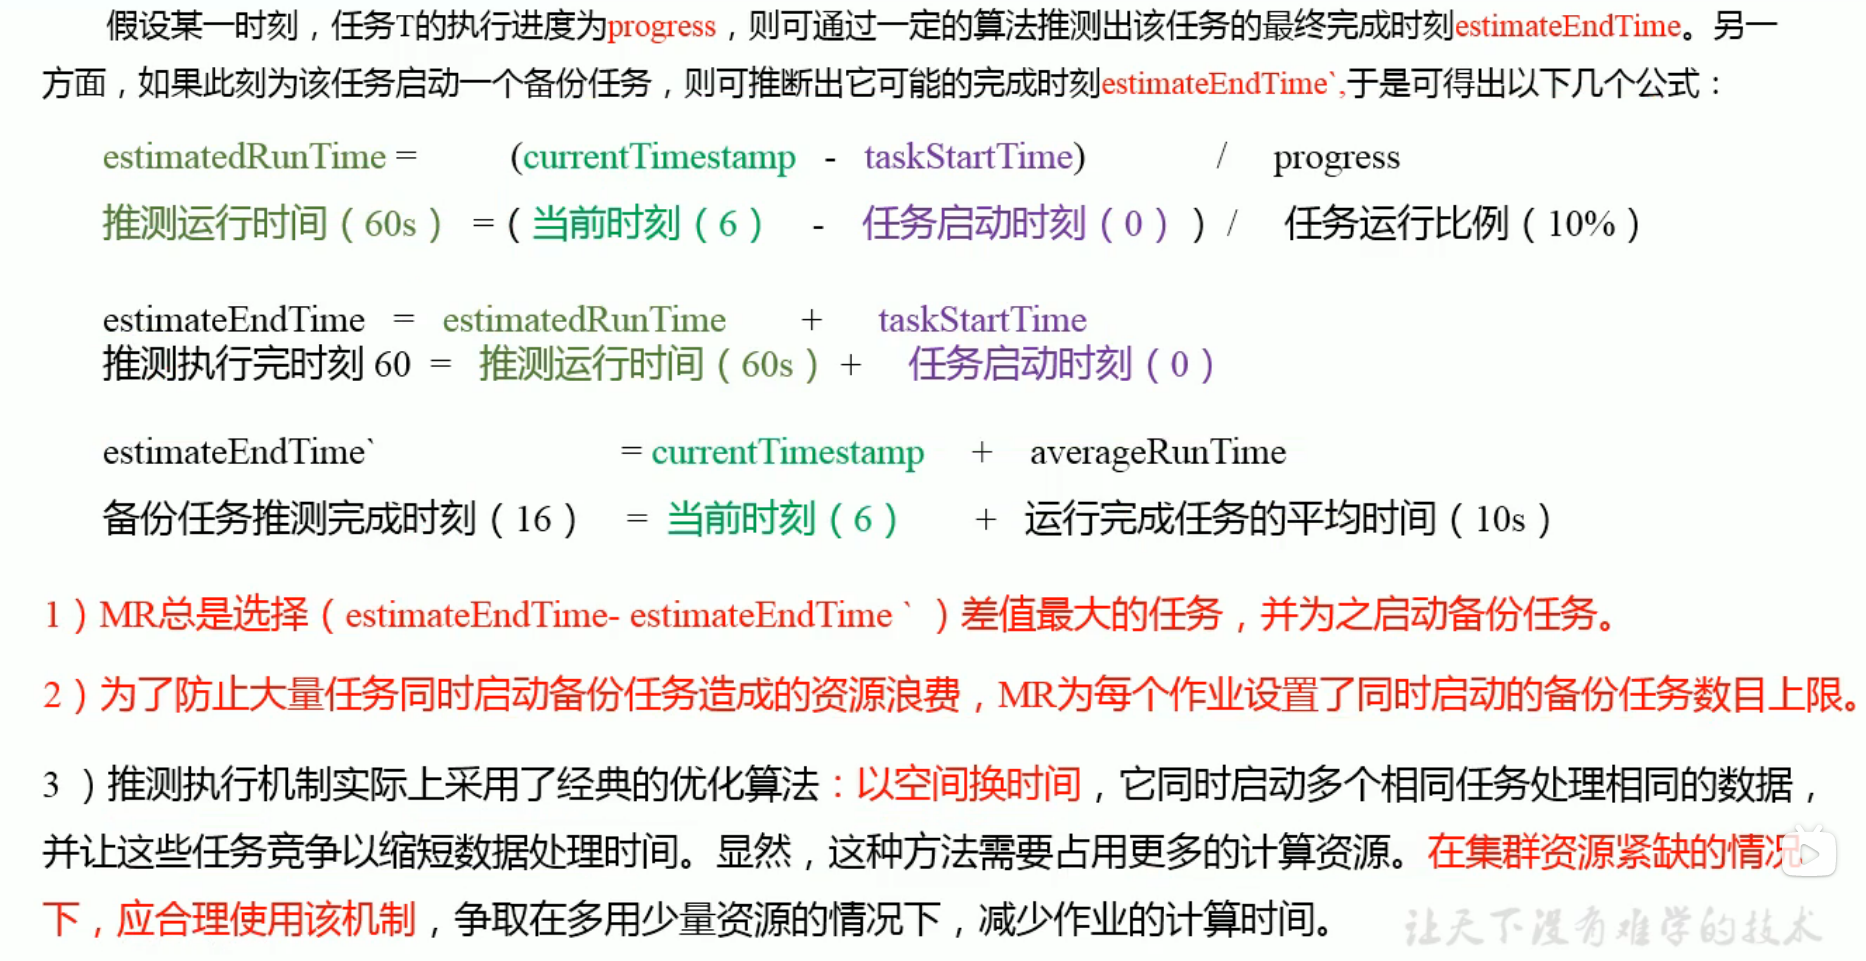 假设某一时刻，任务T的执行进度为progress，则可通过一定的算法推测出该任务的最终完成时刻estimateEndTime。另一
方面，如果此刻为该任务启动一个备份任务，则可推断出它可能的完成时刻estimateEndTime`,于是可得出以下几个公式：
estimatedRunTime = (currentTimestamp - taskStartTime) / progress
推测运行时间（60s）=（当前时刻（6） - 任务启动时刻（0））/ 任务运行比例（10%）
estimateEndTime = estimatedRunTime + taskStartTime
推测执行完时刻 60 = 推测运行时间（60s）+ 任务启动时刻（0）
estimateEndTime` = currentTimestamp + averageRunTime
备份任务推测完成时刻（16） = 当前时刻（6） + 运行完成任务的平均时间（10s）
1）MR总是选择（estimateEndTime- estimateEndTime ` ）差值最大的任务，并为之启动备份任务。
2）为了防止大量任务同时启动备份任务造成的资源浪费，MR为每个作业设置了同时启动的备份任务数目上限。
3 ）推测执行机制实际上采用了经典的优化算法：以空间换时间，它同时启动多个相同任务处理相同的数据，
并让这些任务竞争以缩短数据处理时间。显然，这种方法需要占用更多的计算资源。在集群资源紧缺的情况
下，应合理使用该机制，争取在多用少量资源的情况下，减少作业的计算时间。
让天下没有难学的技术